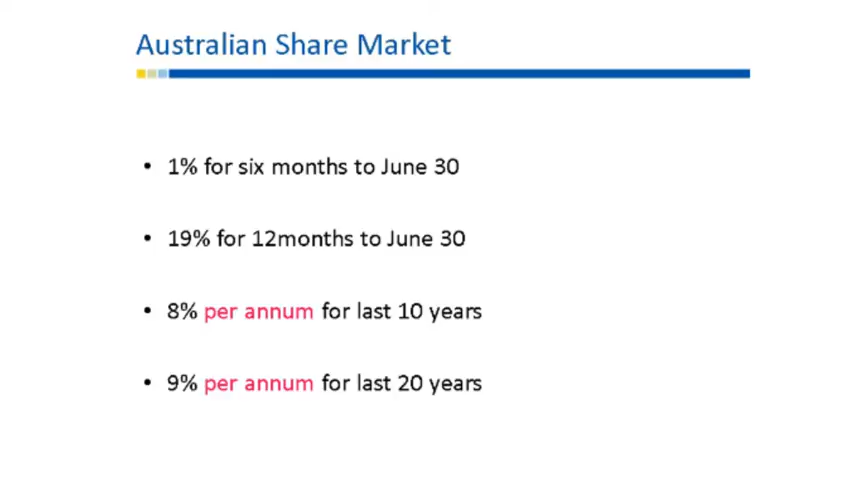 Australian Share Market
• 1% for six months to June 30
• 19% for 12months to June 30
• 8% per annum for last 10 years
• 9% per annum for last 20 years